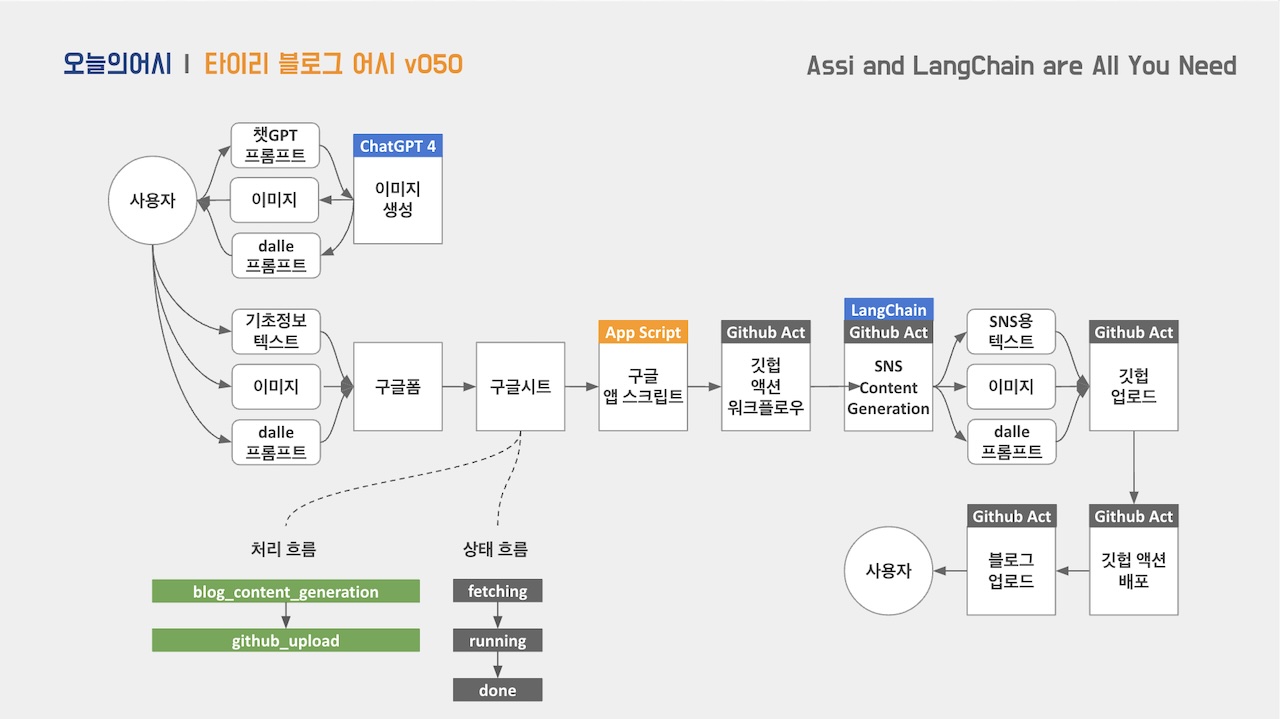 오늘의어시 | 타이리 블로그 어시 v050
Assi and LangChain are All You Need
사용자
챗GPT
프롬프트
이미지
dalle
프롬프트
ChatGPT 4
이미지
생성
기초정보
텍스트
이미지
dalle
프롬프트
구글폼
구글시트
App Script
구글
앱 스크립트
Github Act
깃헙
액션
워크플로우
LangChain
Github Act
SNS
Content
Generation
SNS용
텍스트
이미지
dalle
프롬프트
Github Act
깃헙
업로드
Github Act
깃헙 액션
배포
Github Act
블로그
업로드
사용자
처리 흐름
blog_content_generation
github_upload
상태 흐름
fetching
running
done